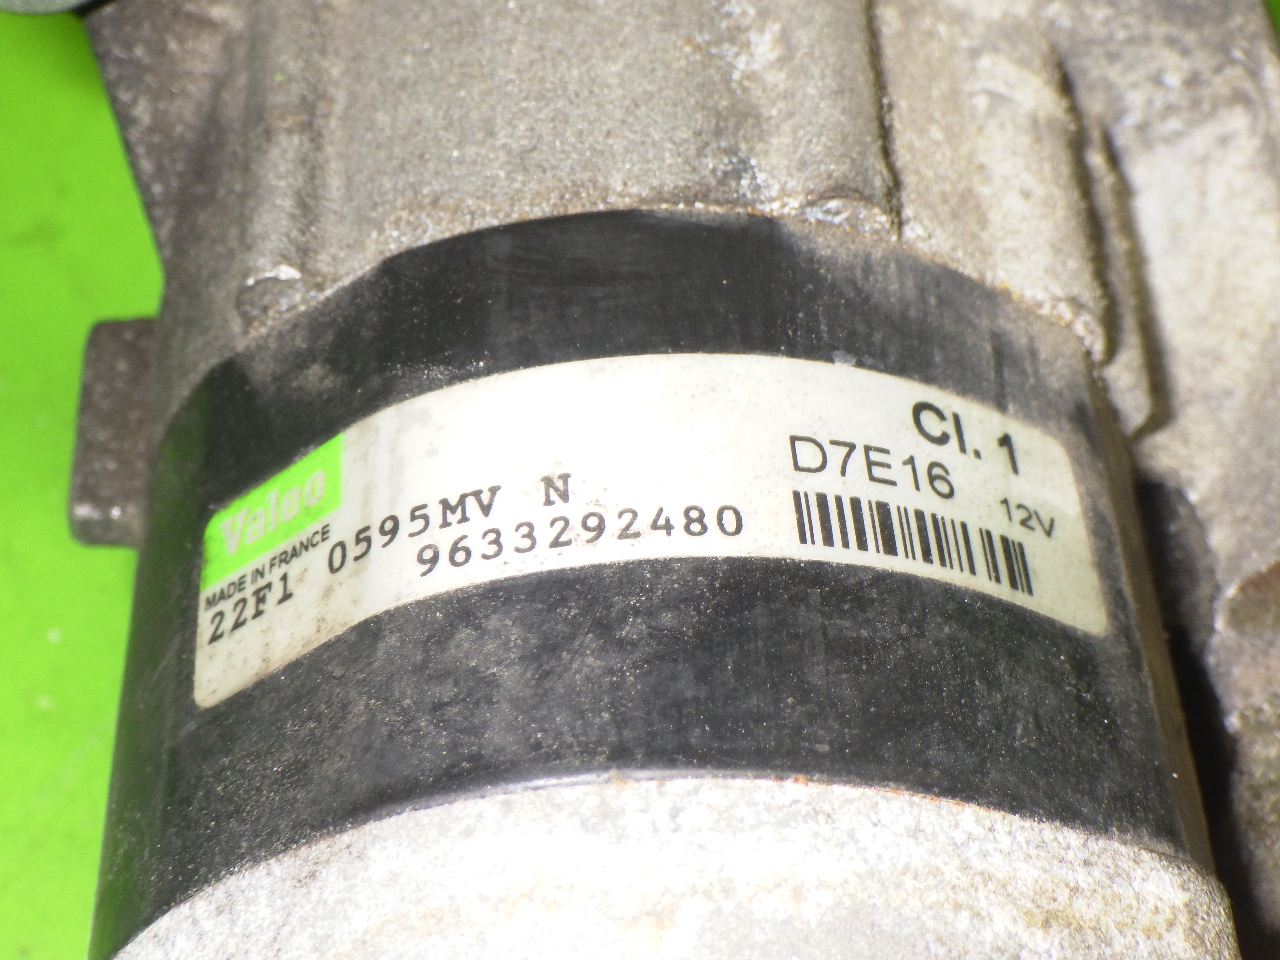 Valeo
MADE IN FRANCE
22F1 0595MV N
9633292480
Cl. 1
D7E16
12V